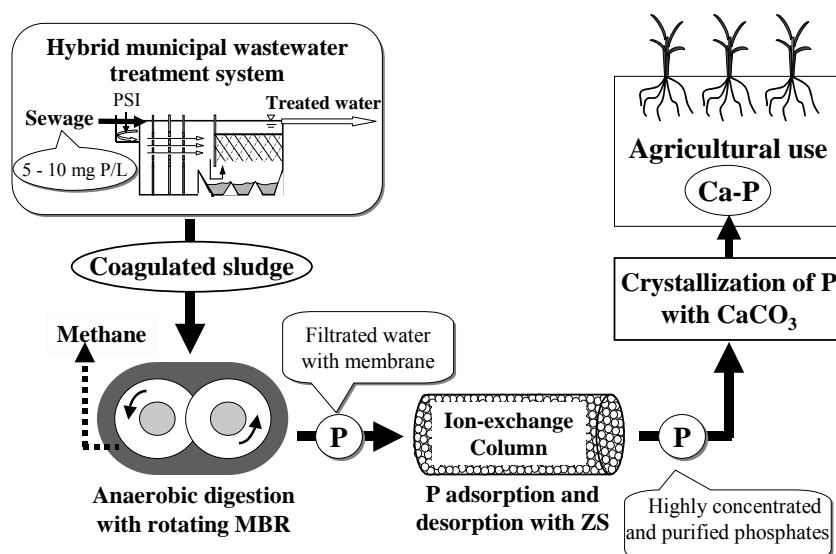 Hybrid municipal wastewater
treatment system
PSI
Treated water
Sewage
5 - 10 mg P/L
Coagulated sludge
Methane
Filtrated water
with membrane
P
Anaerobic digestion
with rotating MBR
Ion-exchange
Column
P adsorption and
desorption with ZS
P
Highly concentrated
and purified phosphates
Crystallization of P
with CaCO₃
Ca-P
Agricultural use